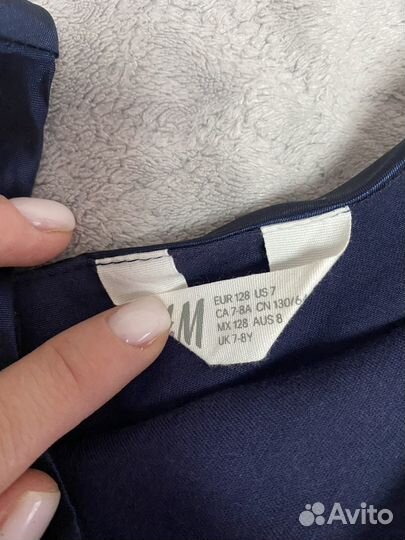 EUR 128 US 7
CA 7-8A CN 130/6
MX 128 AUS 8
UK 7-8Y
Avito